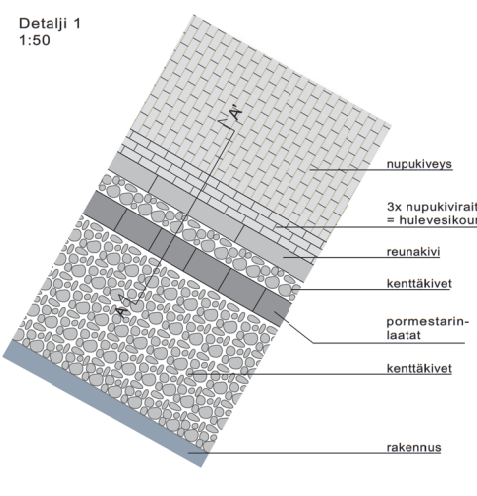 Detalji 1
1:50
A'
nupukiveys
3x nupukivirait
= hulevesikour
reunakivi
kenttäkivet
A
pormestarin-
laatat
kenttäkivet
rakennus